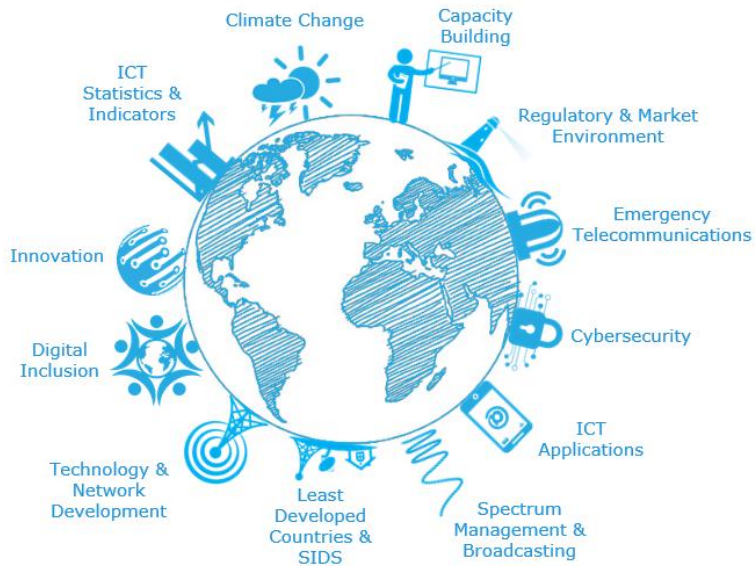 Climate Change
Capacity
Building
ICT
Statistics &
Indicators
Regulatory & Market
Environment
Emergency
Telecommunications
Innovation
Cybersecurity
Digital
Inclusion
ICT
Applications
Technology &
Network
Development
Least
Developed
Countries &
SIDS
Spectrum
Management &
Broadcasting
@